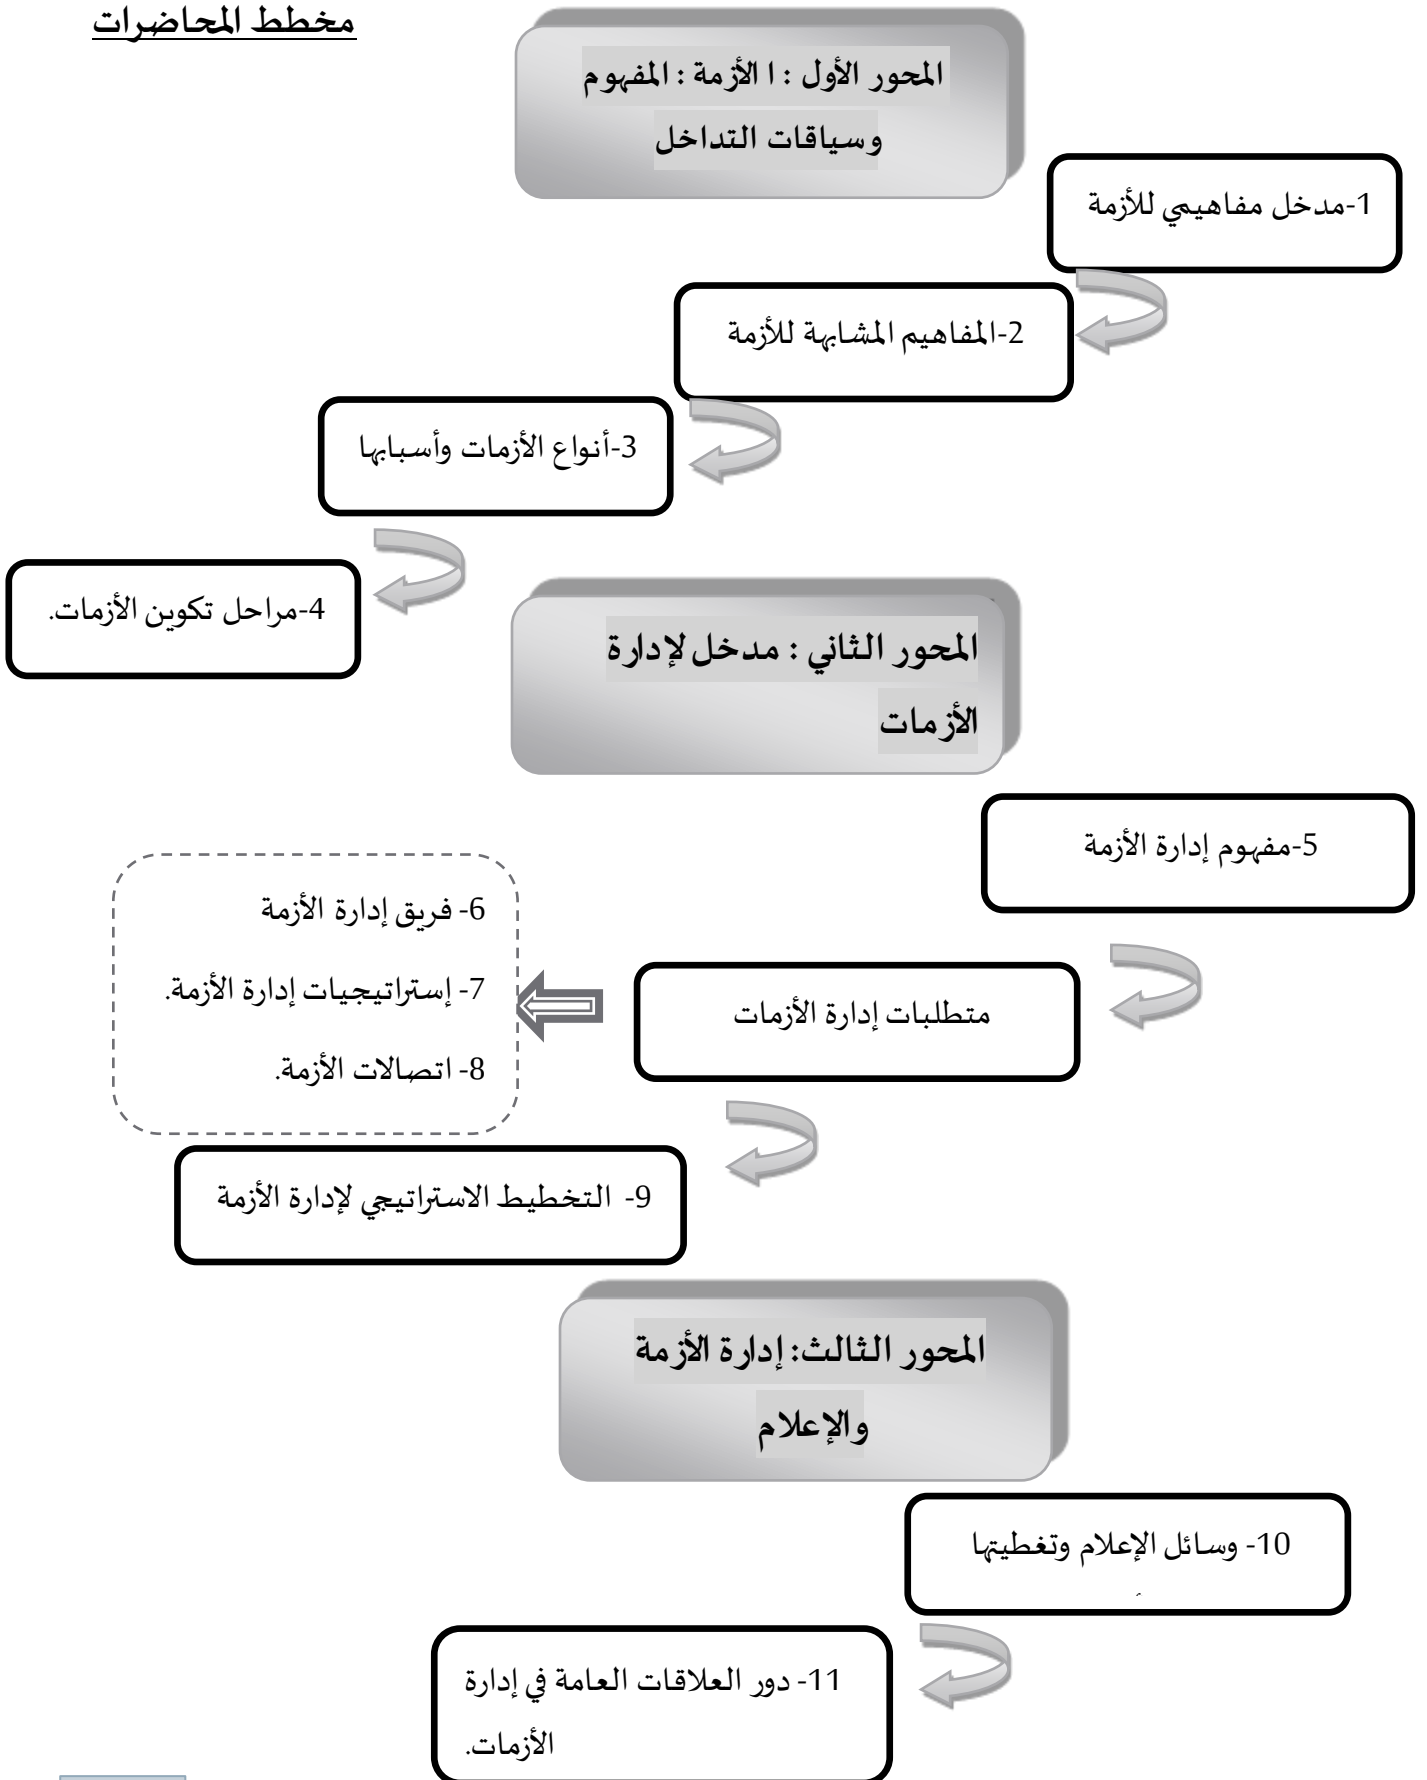 مخطط المحاضرات
المحور الأول : ا الأزمة : المفهوم
وسياقات التداخل
1-مدخل مفاهيمي للأزمة
2-المفاهيم المشابهة للأزمة
3-أنواع الأزمات وأسبابها
4-مراحل تكوين الأزمات.
المحور الثاني : مدخل لإدارة
الأزمات
5-مفهوم إدارة الأزمة
6- فريق إدارة الأزمة
7- إستراتيجيات إدارة الأزمة.
8- اتصالات الأزمة.
متطلبات إدارة الأزمات
9- التخطيط الاستراتيجي لإدارة الأزمة
المحور الثالث: إدارة الأزمة
والإعلام
10- وسائل الإعلام وتغطيتها
11- دور العلاقات العامة في إدارة
الأزمات.